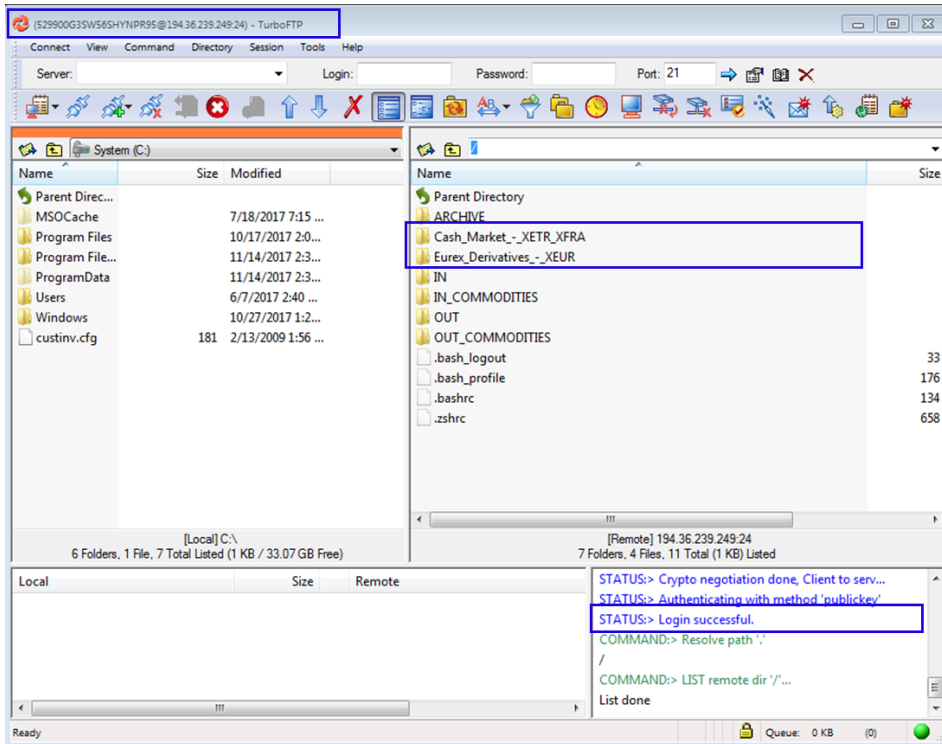 (529900G3SW56SHYNPR95@194.36.239.249:24) - TurboFTP
Connect View Command Directory Session Tools Help
Server: Login: Password: Port: 21
System (C:)
/
Name Size Modified
Parent Direc...
MSOCache 7/18/2017 7:15 ...
Program Files 10/17/2017 2:0...
Program File... 11/14/2017 2:3...
ProgramData 11/14/2017 2:3...
Users 6/7/2017 2:40 ...
Windows 10/27/2017 1:2...
custinv.cfg 181 2/13/2009 1:56 ...
[Local] C:\
6 Folders, 1 File, 7 Total Listed (1 KB / 33.07 GB Free)
Name Size
Parent Directory
ARCHIVE
Cash_Market_-_XETR_XFRA
Eurex_Derivatives_-_XEUR
IN
IN_COMMODITIES
OUT
OUT_COMMODITIES
.bash_logout 33
.bash_profile 176
.bashrc 134
.zshrc 658
[Remote] 194.36.239.249:24
7 Folders, 4 Files, 11 Total (1 KB) Listed
Local Size Remote
STATUS:> Crypto negotiation done, Client to serv...
STATUS:> Authenticating with method 'publickey'
STATUS:> Login successful.
COMMAND:> Resolve path '.'
/
COMMAND:> LIST remote dir '/'...
List done
Ready Queue: 0 KB (0)